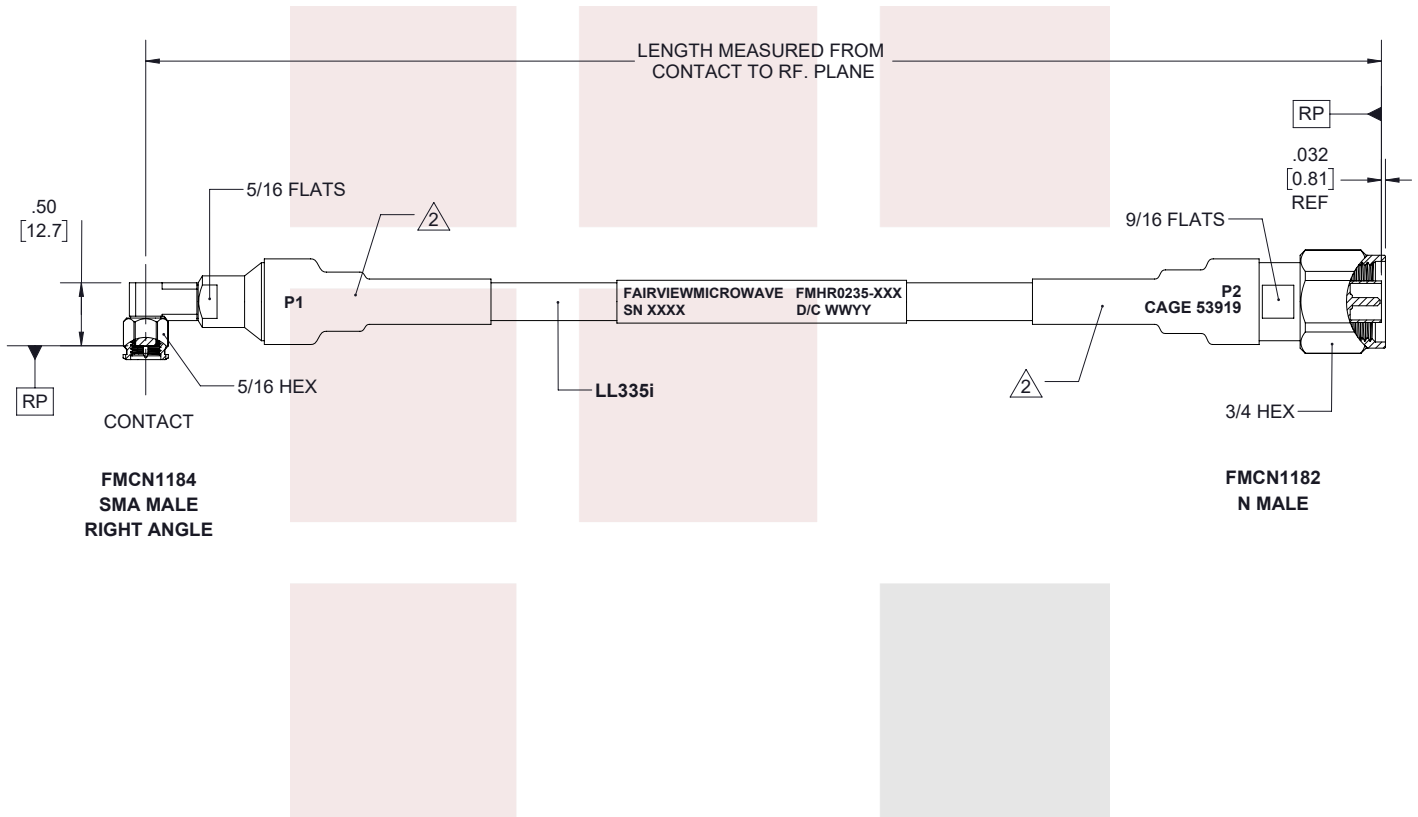 LENGTH MEASURED FROM
CONTACT TO RF. PLANE
RP
.032
[0.81]
REF
5/16 FLATS
.50
[12.7]
2
9/16 FLATS
P1
FAIRVIEWMICROWAVE FMHR0235-XXX
SN XXXX D/C WWYY
P2
CAGE 53919
5/16 HEX
RP
LL335i
2
3/4 HEX
CONTACT
FMCN1184
SMA MALE
RIGHT ANGLE
FMCN1182
N MALE